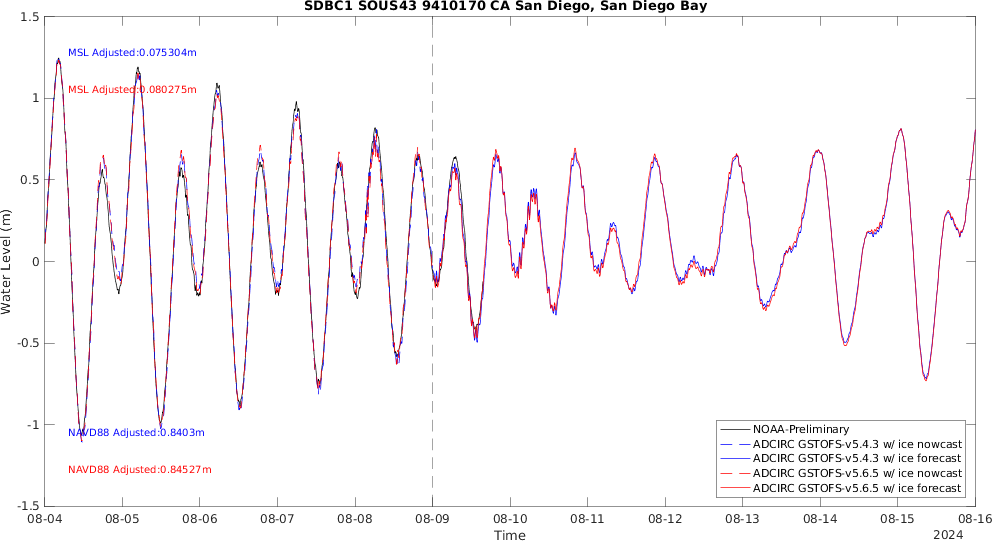 SDBC1 SOUS43 9410170 CA San Diego, San Diego Bay
1.5
MSL Adjusted:0.075304m
MSL Adjusted:0.080275m
1
0.5
0
-0.5
-1
-1.5
Water Level (m)
NAVD88 Adjusted:0.8403m
NAVD88 Adjusted:0.84527m
NOAA-Preliminary
ADCIRC GSTOFS-v5.4.3 w/ ice nowcast
ADCIRC GSTOFS-v5.4.3 w/ ice forecast
ADCIRC GSTOFS-v5.6.5 w/ ice nowcast
ADCIRC GSTOFS-v5.6.5 w/ ice forecast
08-04 08-05 08-06 08-07 08-08 08-09 08-10 08-11 08-12 08-13 08-14 08-15 08-16
Time
2024